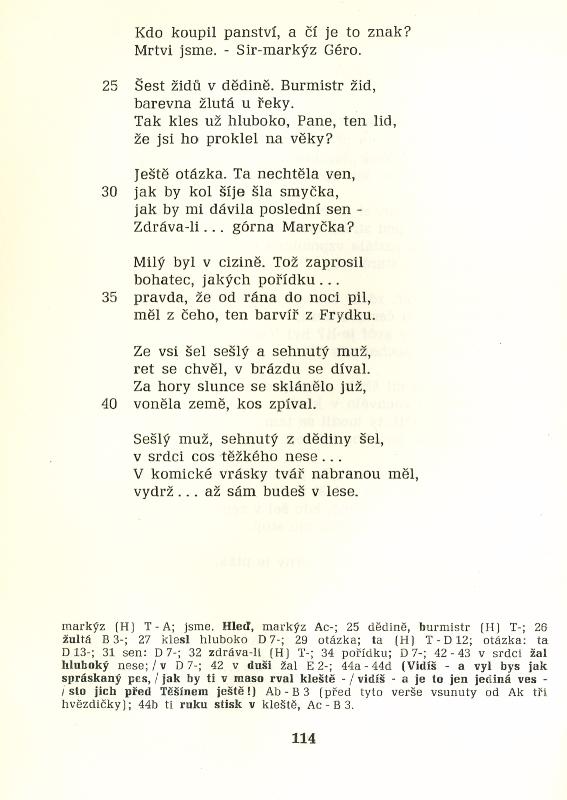 Kdo koupil panství, a čí je to znak?
Mrtvi jsme. - Sir-markýz Géro.
25 Šest židů v dědině. Burmistr žid,
barevna žlutá u řeky.
Tak kles už hluboko, Pane, ten lid,
že jsi ho proklel na věky?
Ještě otázka. Ta nechtěla ven,
30 jak by kol šíje šla smyčka,
jak by mi dávila poslední sen -
Zdráva-li... górna Maryčka?
Milý byl v cizině. Tož zaprosil
bohatec, jakých pořídku...
35 pravda, že od rána do noci pil,
měl z čeho, ten barvíř z Frydku.
Ze vsi šel sešlý a sehnutý muž,
ret se chvěl, v brázdu se díval.
Za hory slunce se sklánělo již,
40 voněla země, kos zpíval.
Sešlý muž, sehnutý z dědiny šel,
v srdci cos těžkého nese...
V komické vrásky tvář nabranou měl,
vydrž... až sám budeš v lese.
markýz (H) T-A; jsme. Hleď, markýz Ac-; 25 dědině, burmistr (H) T-; 26
žultá B 3-; 27 klesl hluboko D 7-; 29 otázka; ta (H) T-D 12; otázka: ta
D 13-; 31 sen: D 7-; 32 zdráva-li (H) T-; 34 pořídku; D 7-; 42-43 v srdci žal
hluboký nese; / v D 7-; 42 v duši žal E 2-; 44a-44d (Vidíš - a vyl bys jak
spráskaný pes, / jak by ti v maso rval kleště - / vidíš - a je to jen jediná ves -
/ sto jich před Těšínem ještě!) Ab-B 3 (před tyto verše vsunuty od Ak tři
hvězdičky); 44b ti ruku stisk v kleště, Ac-B 3.
114